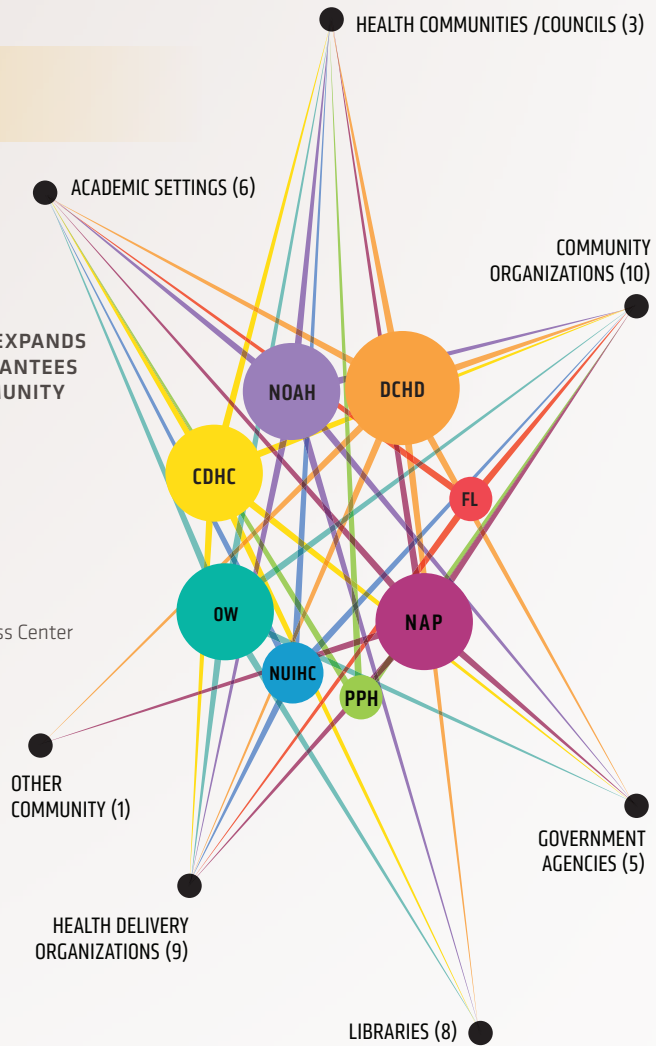 HEALTH COMMUNITIES /COUNCILS (3)
ACADEMIC SETTINGS (6)
COMMUNITY
ORGANIZATIONS (10)
EXPANDS
ANTEES
UNITY
NOAH
DCHD
CDHC
FL
OW
NAP
ss Center
NUIHC
PPH
OTHER
COMMUNITY (1)
GOVERNMENT
AGENCIES (5)
HEALTH DELIVERY
ORGANIZATIONS (9)
LIBRARIES (8)